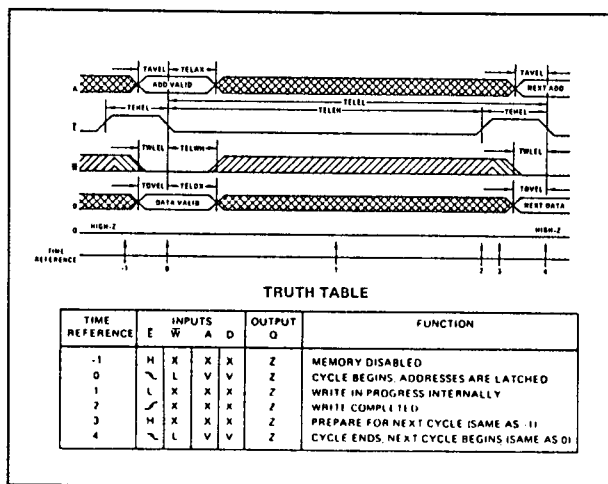 TAVEL TELAX TAVEL
A ADD VALID NEXT ADD
TELEL
TEHEL TELEH TEHEL
E
TWLEL TELWH TWLEL
W
TDVEL TELDX TDVEL
D DATA VALID NEXT DATA
Q HIGH-Z HIGH-Z
TIME
REFERENCE
-1 0 1 2 3 4
TRUTH TABLE
TIME REFERENCE INPUTS OUTPUT FUNCTION
E̅ W̅ A D Q
-1 H X X X Z MEMORY DISABLED
0 L V V Z CYCLE BEGINS, ADDRESSES ARE LATCHED
1 L X X X Z WRITE IN PROGRESS INTERNALLY
2 X X X Z WRITE COMPLETED
3 H X X X Z PREPARE FOR NEXT CYCLE (SAME AS -1)
4 L V V Z CYCLE ENDS, NEXT CYCLE BEGINS (SAME AS 0)